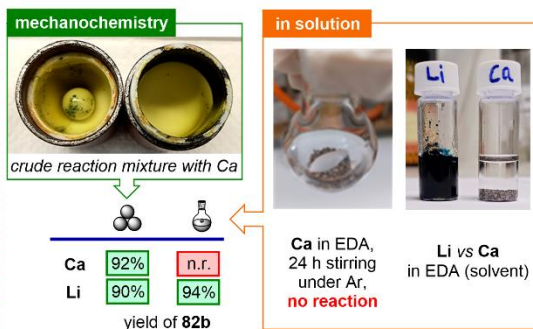 mechanochemistry
crude reaction mixture with Ca
Ca 92% n.r.
Li 90% 94%
yield of 82b
in solution
Li Ca
Ca in EDA,
24 h stirring
under Ar,
no reaction
Li vs Ca
in EDA (solvent)